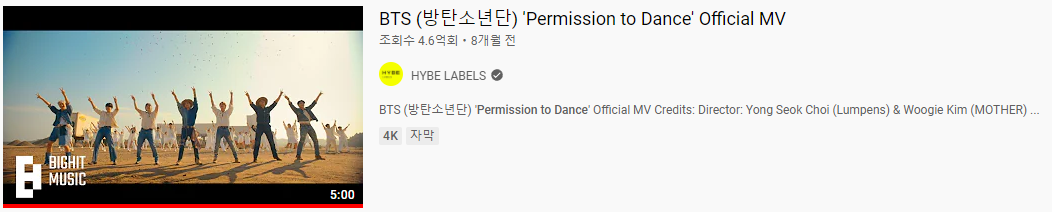 BTS (방탄소년단) 'Permission to Dance' Official MV
조회수 4.6억회 • 8개월 전
HYBE LABELS
BTS (방탄소년단) 'Permission to Dance' Official MV Credits: Director: Yong Seok Choi (Lumpens) & Woogie Kim (MOTHER) ...
4K 자막
BIGHIT
MUSIC
5:00